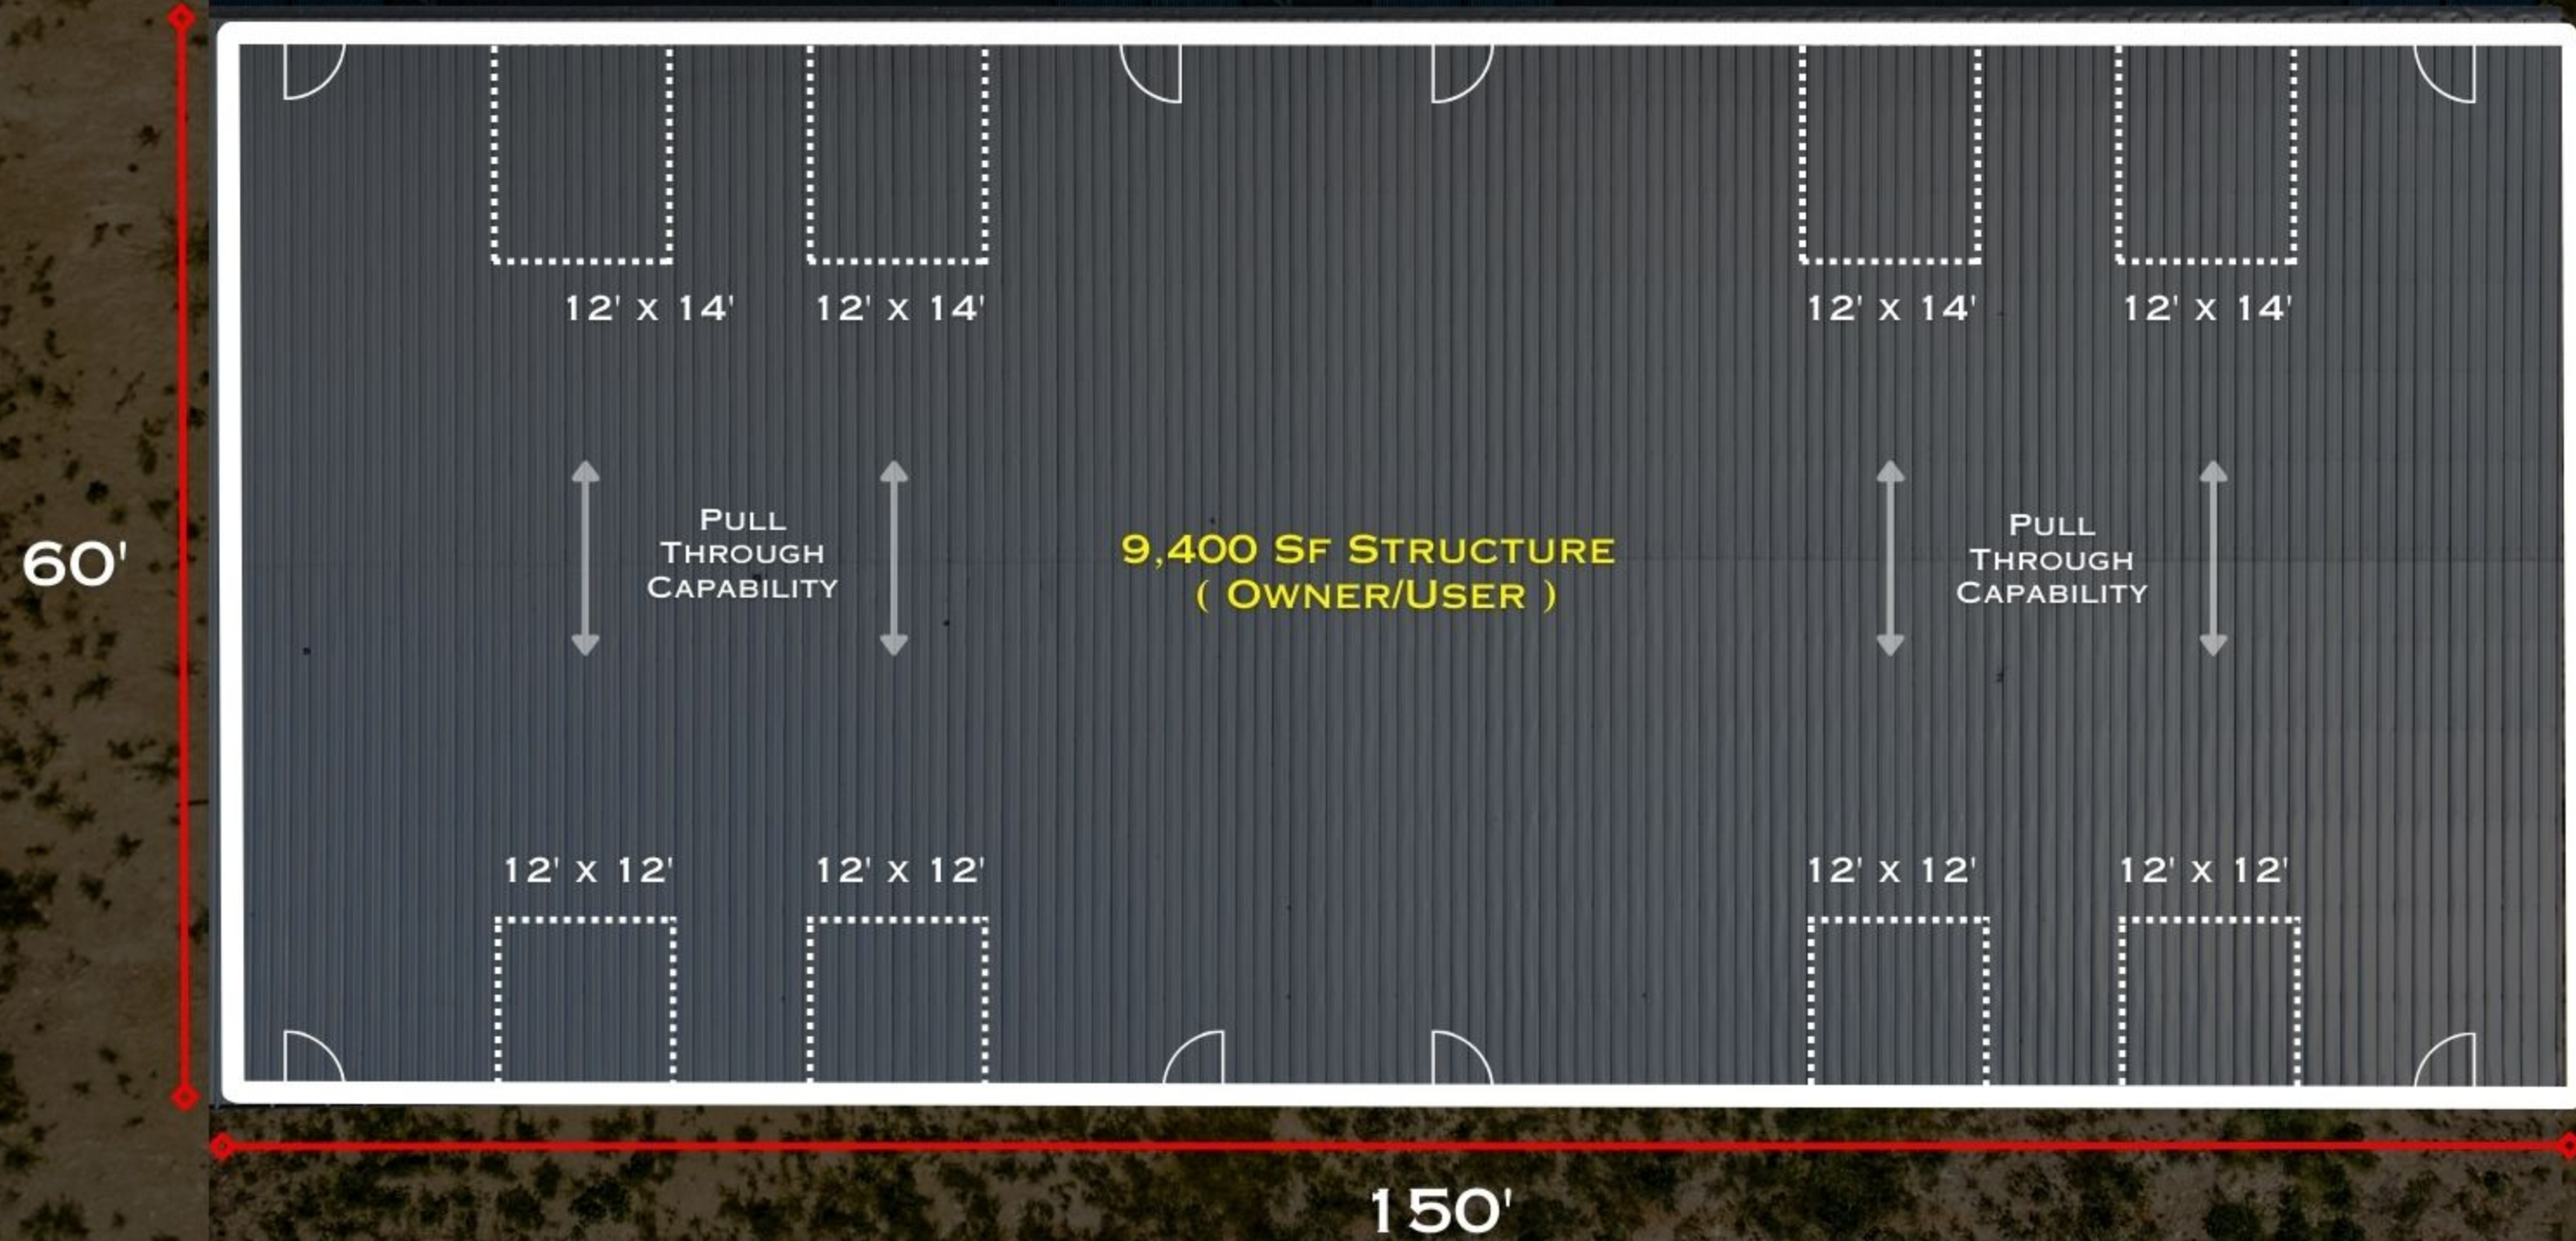 12' x 14'
12' x 14'
12' x 14'
12' x 14'
Pull
Through
Capability
Pull
Through
Capability
60'
9,400 Sf Structure
( Owner/User )
12' x 12'
12' x 12'
12' x 12'
12' x 12'
150'